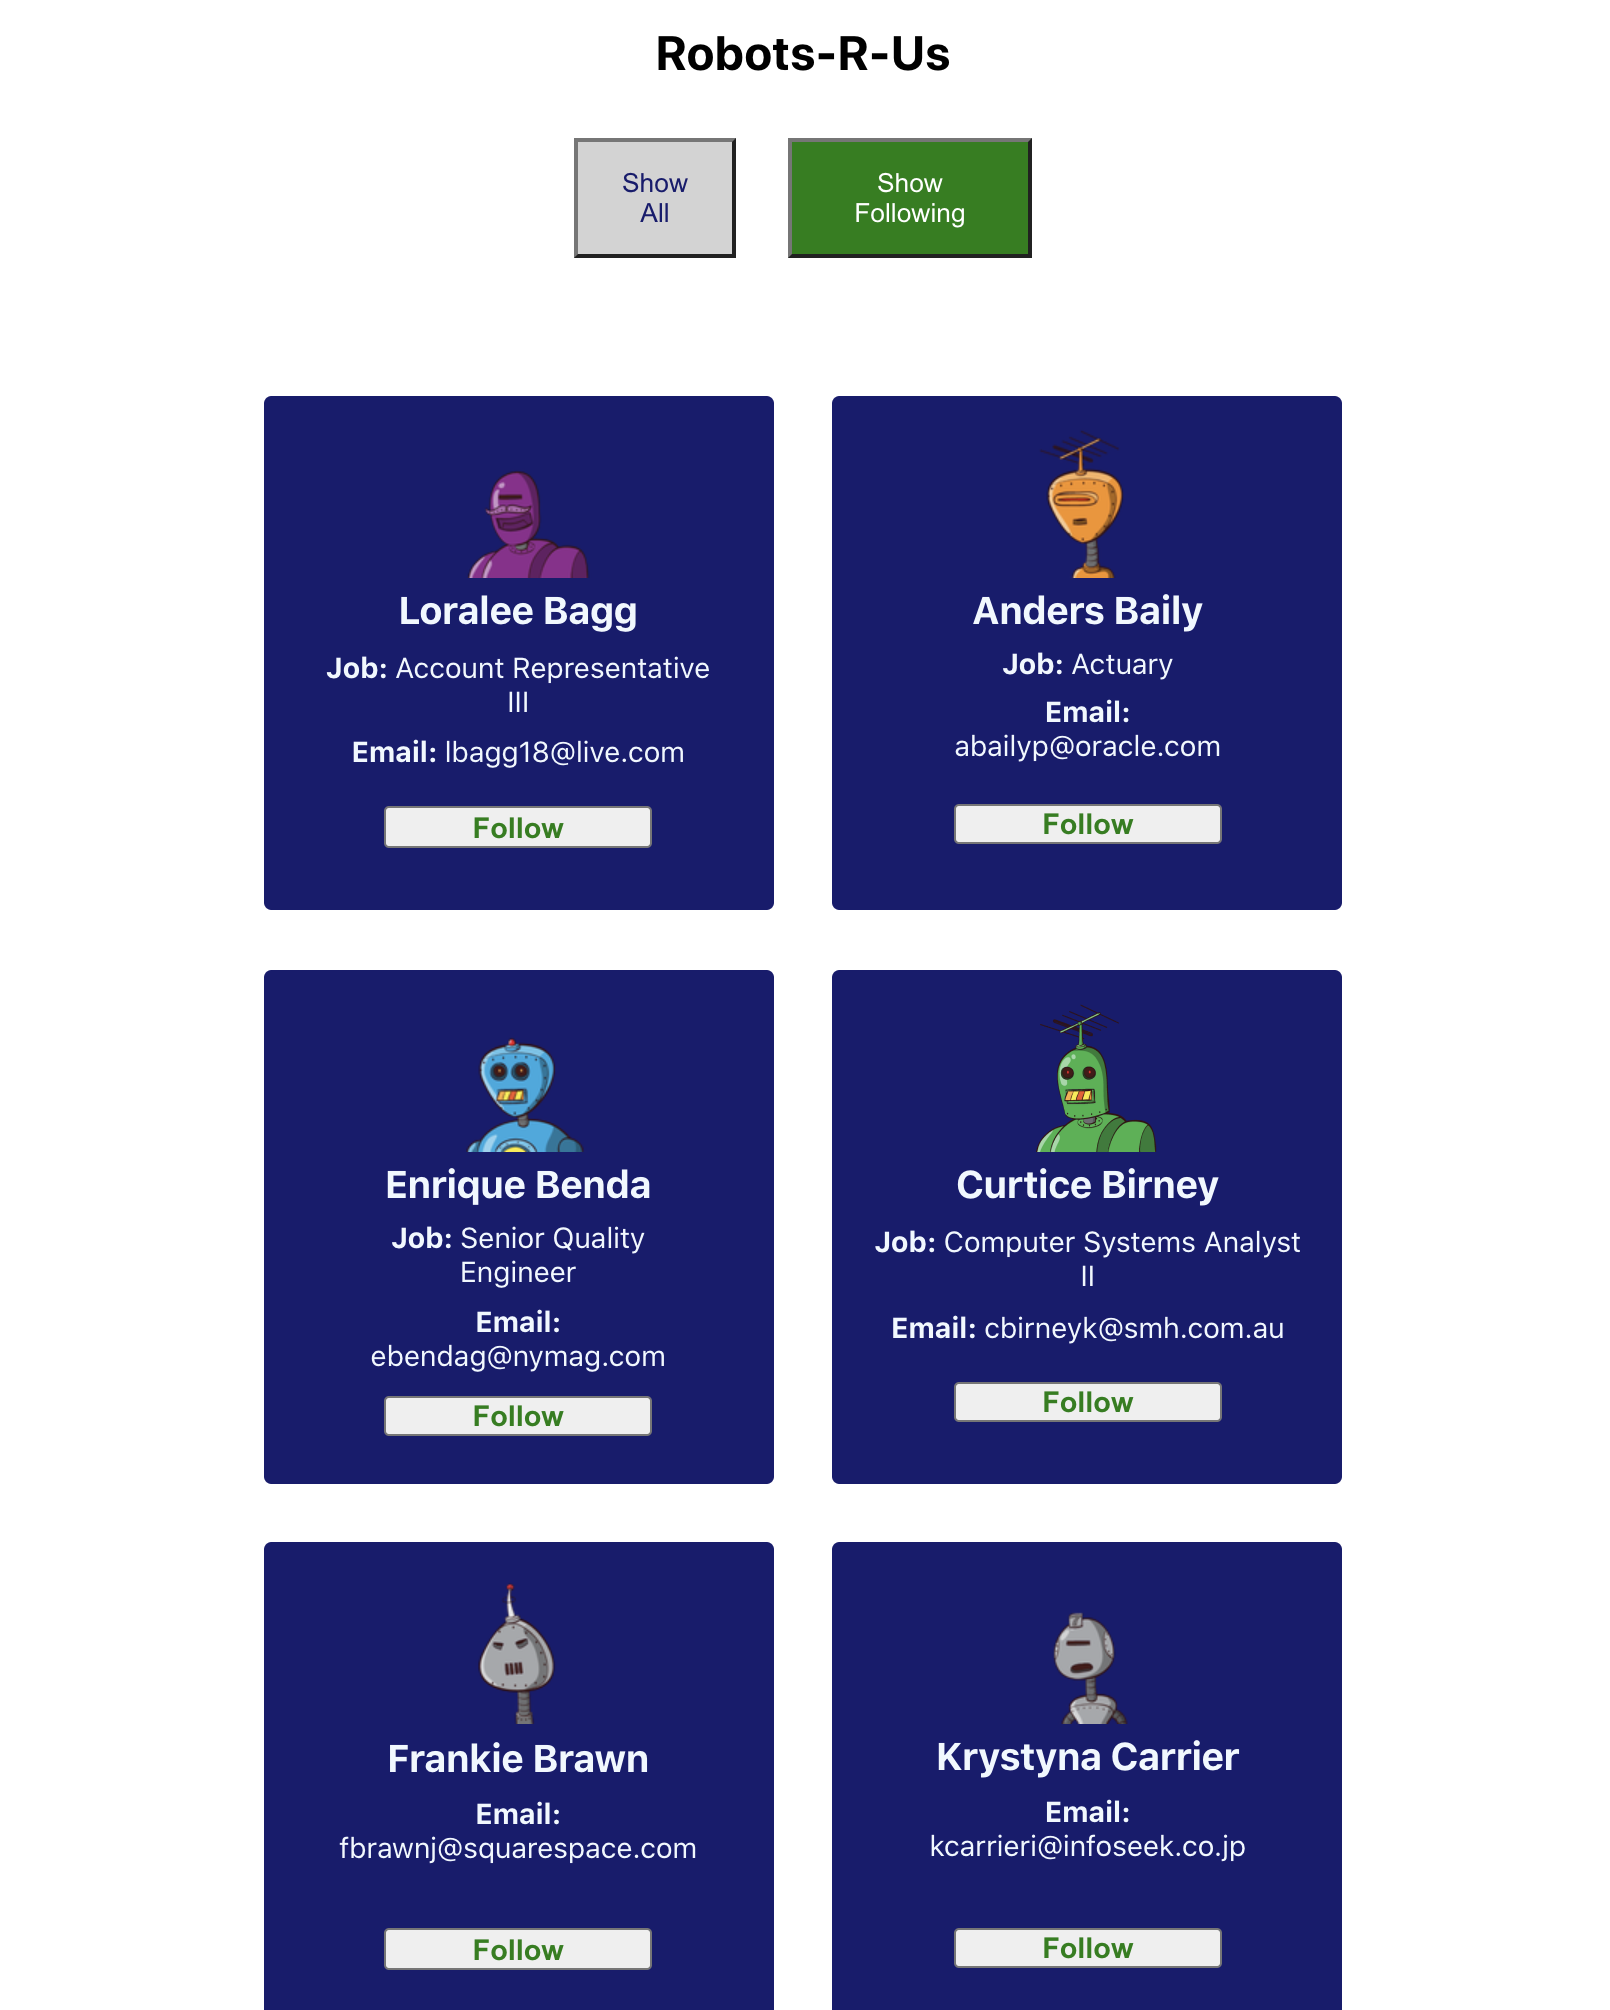 Robots-R-Us
Show
All
Show
Following
Loralee Bagg
Job: Account Representative
III
Email: lbagg18@live.com
Follow
Anders Baily
Job: Actuary
Email:
abailyp@oracle.com
Follow
Enrique Benda
Job: Senior Quality
Engineer
Email:
ebendag@nymag.com
Follow
Curtice Birney
Job: Computer Systems Analyst
II
Email: cbirneyk@smh.com.au
Follow
Frankie Brawn
Email:
fbrawnj@squarespace.com
Follow
Krystyna Carrier
Email:
kcarrieri@infoseek.co.jp
Follow